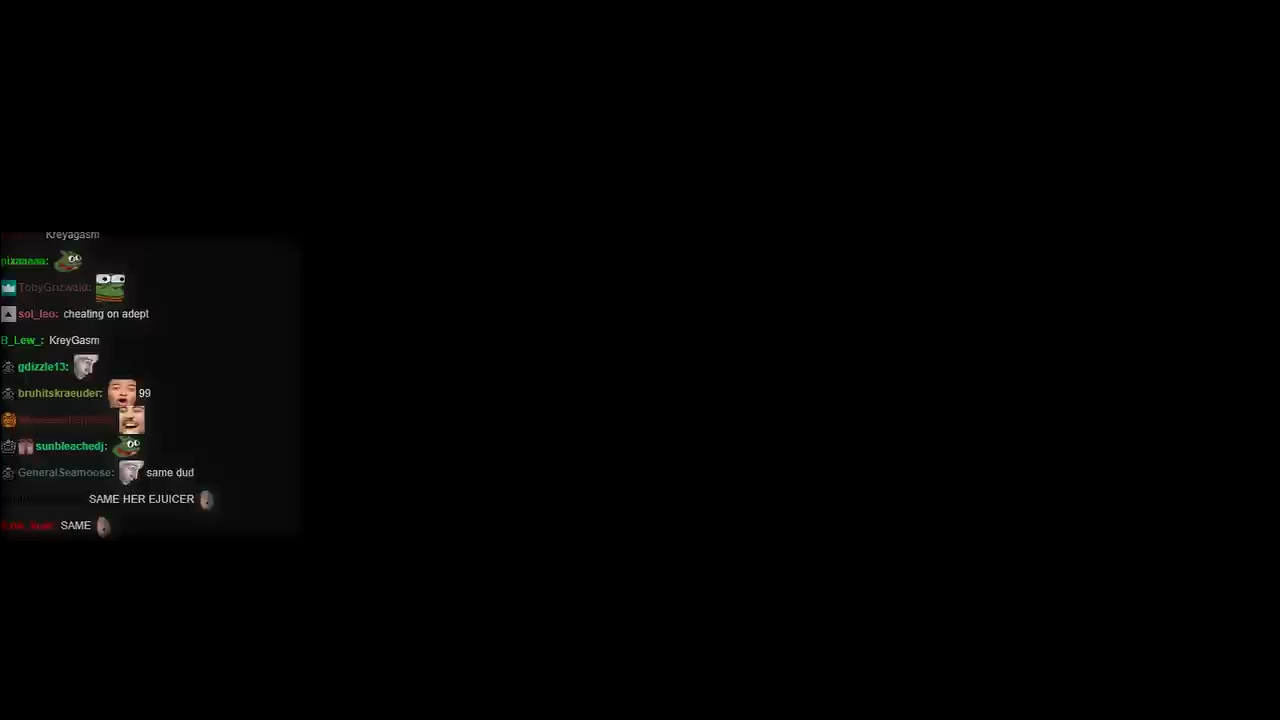 Kreyagasm
nixaaaaa:
TobyGrizwald:
sol_leo: cheating on adept
B_Lew_: KreyGasm
gdizzle13:
bruhitskraeuder: 99
sunbleachedj:
GeneralSeamoose: same dud
SAME HER EJUICER
SAME